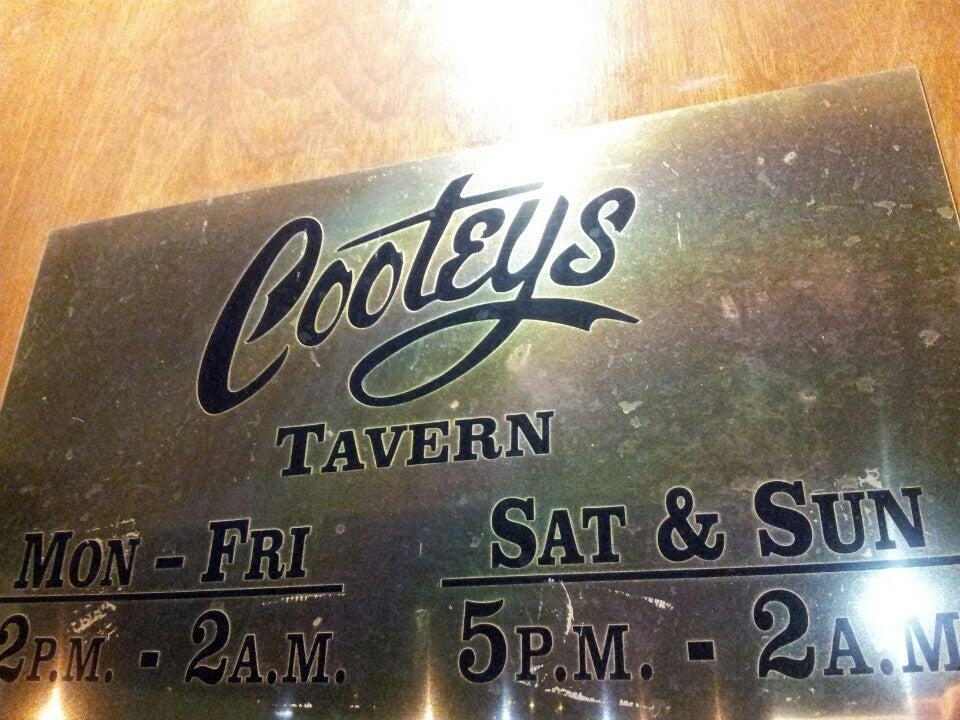 Cooteys
TAVERN
MON - FRI
2P.M. - 2A.M.
SAT & SUN
5P.M. - 2A.M